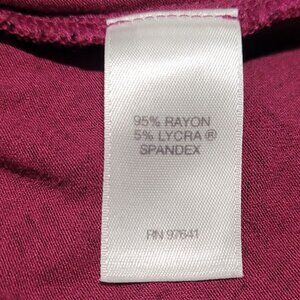 95% RAYON
5% LYCRA ®
SPANDEX
RN 97641